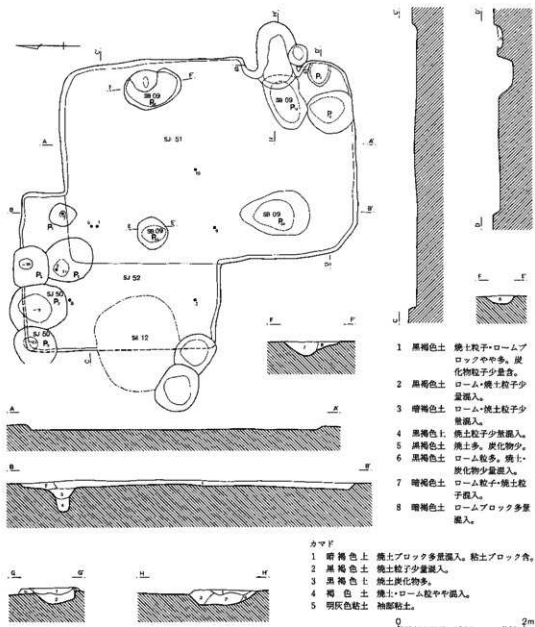 SB 09
SJ 51
SB 09
SB 09
SJ 52
SJ 50
SJ 50
SK 12
A
A'
B
B'
C
C
D
D
E
E'
F
F'
G
G'
H
H'
1 黒褐色土 焼土粒子・ロームブ
ロックやや多。炭
化物粒子少量含。
2 黒褐色土 ローム・焼土粒子少
量混入。
3 暗褐色土 ローム・焼土粒子少
量混入。
4 黒褐色土 焼土粒子少量混入。
5 黒褐色土 焼土多。炭化物少。
6 黒褐色土 ローム粒多。焼土・
炭化物少量混入。
7 暗褐色土 ローム粒子・焼土粒
子混入。
8 暗褐色土 ロームブロック多量
混入。
カマド
1 暗褐色土 焼土ブロック多量混入。粘土ブロック含。
2 黒褐色土 焼土粒子少量混入。
3 黒褐色土 焼土炭化物多。
4 褐色土 焼土・ローム粒やや混入。
5 明灰色粘土 袖部粘土。
0 2m